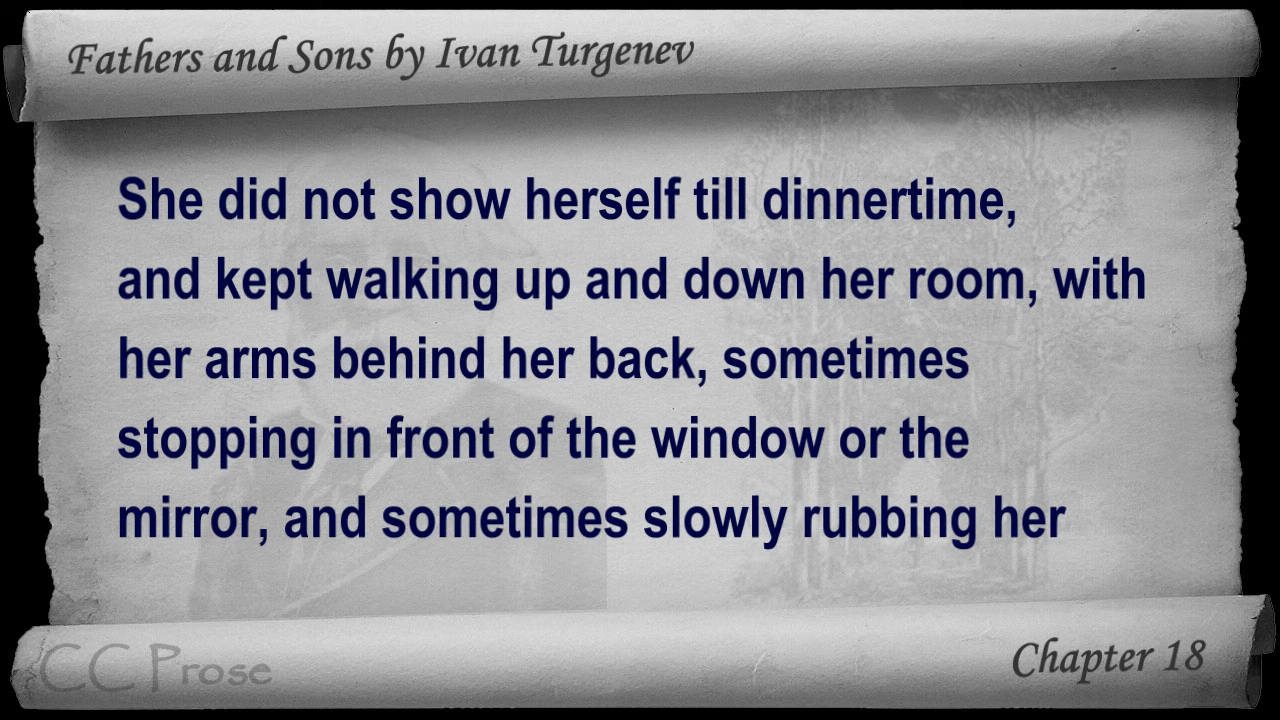 Fathers and Sons by Ivan Turgenev
She did not show herself till dinnertime,
and kept walking up and down her room, with
her arms behind her back, sometimes
stopping in front of the window or the
mirror, and sometimes slowly rubbing her
CC Prose
Chapter 18